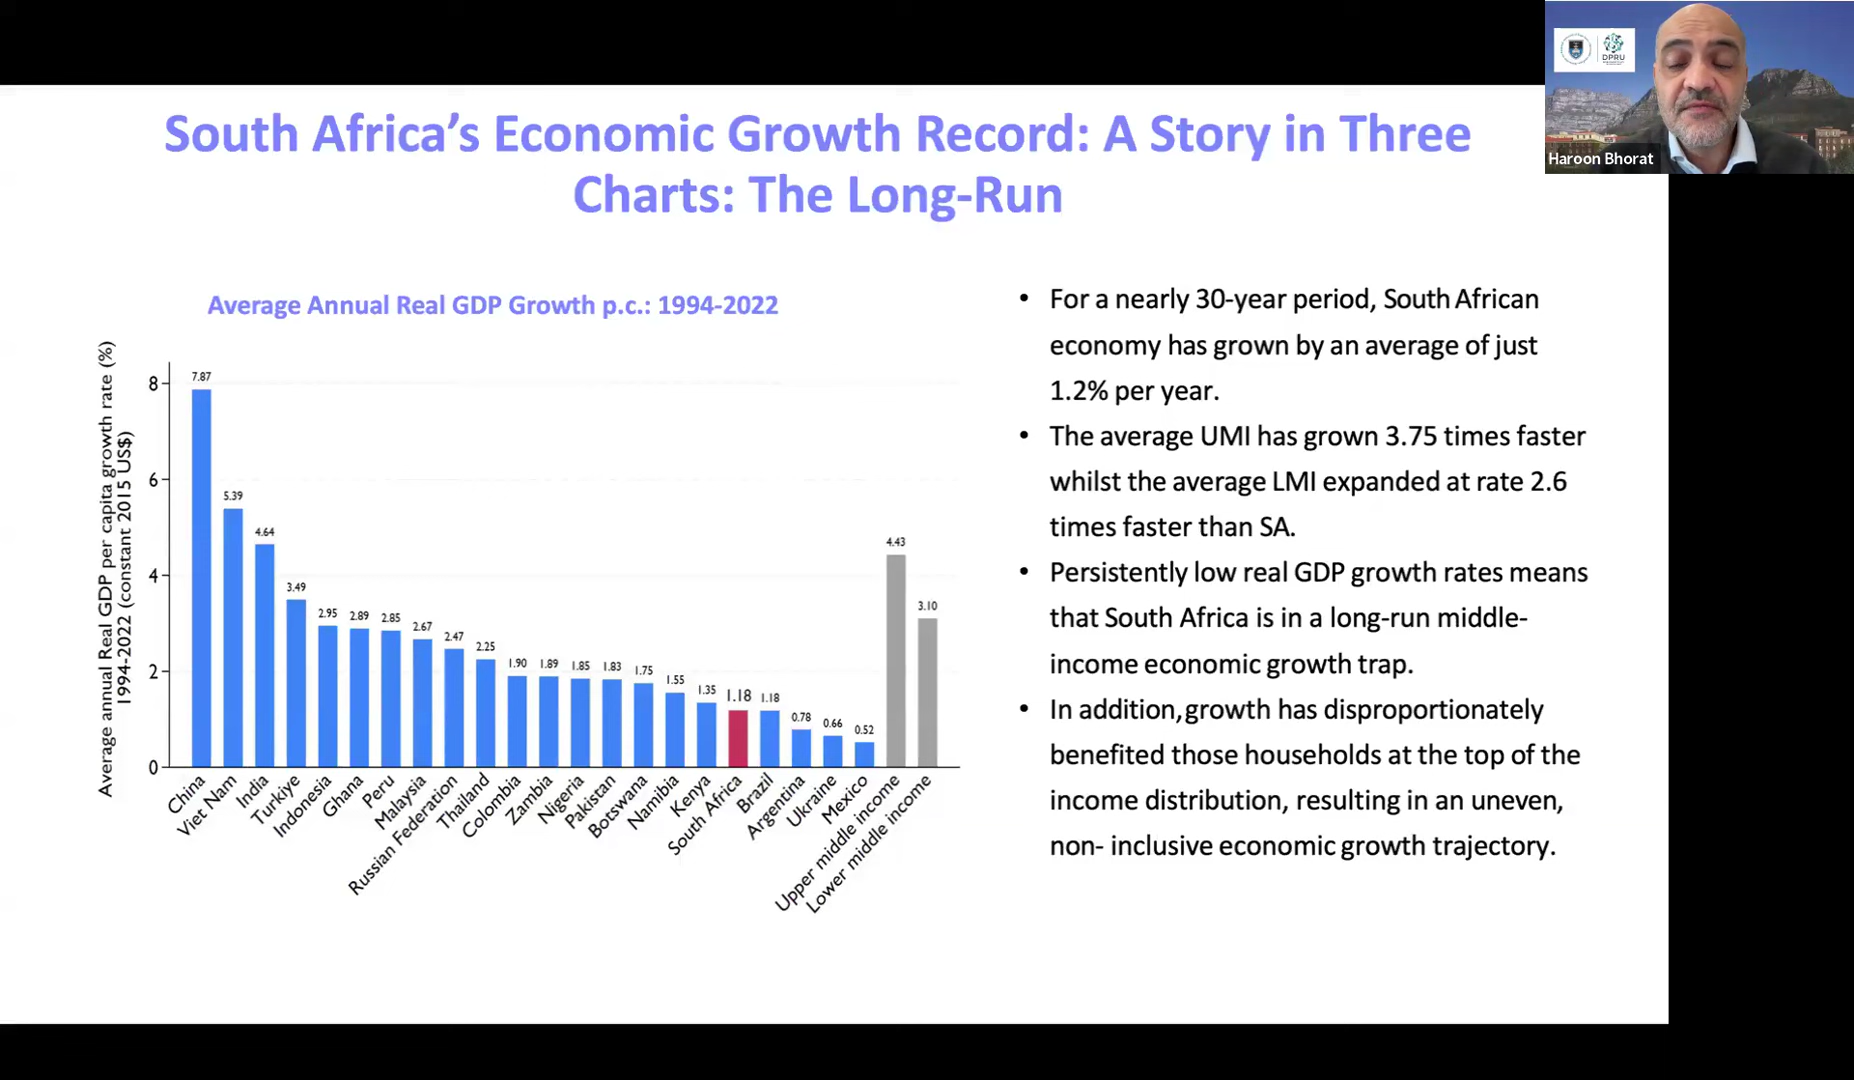 DPRU
Haroon Bhorat
South Africa’s Economic Growth Record: A Story in Three
Charts: The Long-Run
Average Annual Real GDP Growth p.c.: 1994-2022
Average annual Real GDP per capita growth rate (%)
1994-2022 (constant 2015 US$)
8
6
4
2
0
7.87
5.39
4.64
3.49
2.95
2.89
2.85
2.67
2.47
2.25
1.90
1.89
1.85
1.83
1.75
1.55
1.35
1.18
1.18
0.78
0.66
0.52
4.43
3.10
China
Viet Nam
India
Turkiye
Indonesia
Ghana
Peru
Malaysia
Russian Federation
Thailand
Colombia
Zambia
Nigeria
Pakistan
Botswana
Namibia
Kenya
South Africa
Brazil
Argentina
Ukraine
Mexico
Upper middle income
Lower middle income
• For a nearly 30-year period, South African
economy has grown by an average of just
1.2% per year.
• The average UMI has grown 3.75 times faster
whilst the average LMI expanded at rate 2.6
times faster than SA.
• Persistently low real GDP growth rates means
that South Africa is in a long-run middle-
income economic growth trap.
• In addition,growth has disproportionately
benefited those households at the top of the
income distribution, resulting in an uneven,
non- inclusive economic growth trajectory.